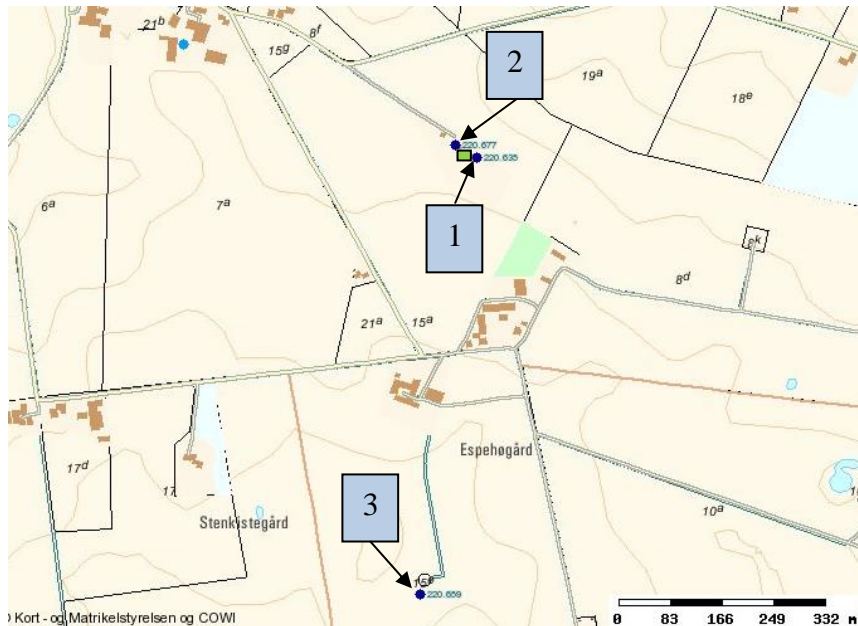 21b
8f
2
15g
19a
18e
220.677
220.635
1
6a
7a
8d
21a
15a
Espehøgård
17d
17
Stenkistegård
10a
3
220.659
Kort - og Matrikelstyrelsen og COWI
0 83 166 249 332 m